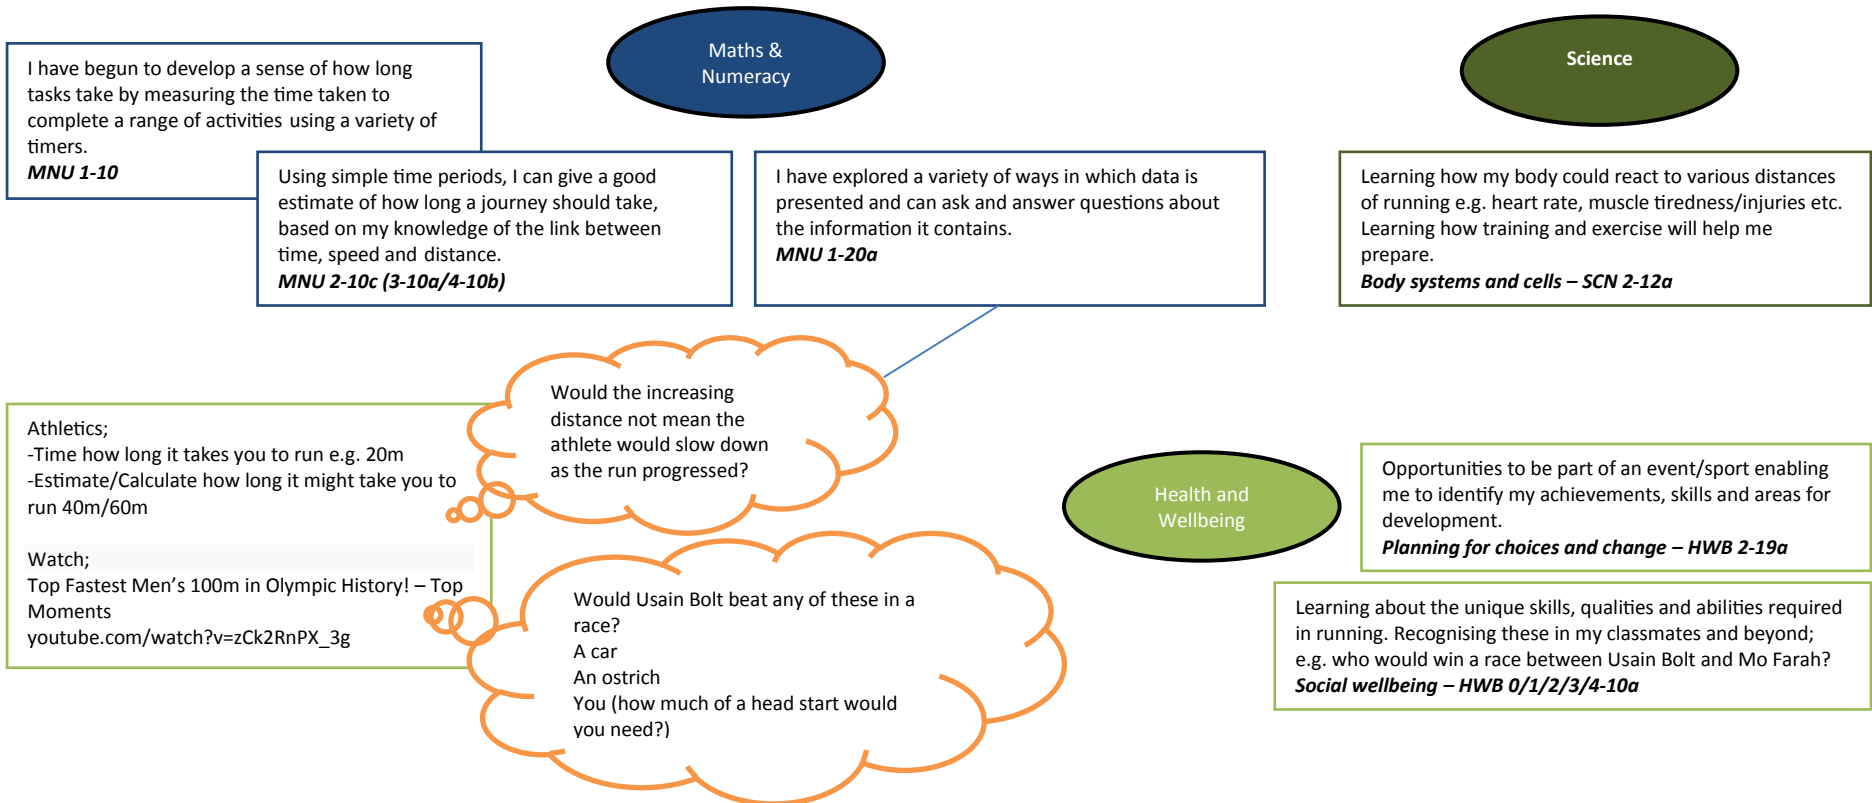 Maths &
Numeracy
Science
I have begun to develop a sense of how long
tasks take by measuring the time taken to
complete a range of activities using a variety of
timers.
MNU 1-10
Using simple time periods, I can give a good
estimate of how long a journey should take,
based on my knowledge of the link between
time, speed and distance.
MNU 2-10c (3-10a/4-10b)
I have explored a variety of ways in which data is
presented and can ask and answer questions about
the information it contains.
MNU 1-20a
Learning how my body could react to various distances
of running e.g. heart rate, muscle tiredness/injuries etc.
Learning how training and exercise will help me
prepare.
Body systems and cells – SCN 2-12a
Would the increasing
distance not mean the
athlete would slow down
as the run progressed?
Athletics;
-Time how long it takes you to run e.g. 20m
-Estimate/Calculate how long it might take you to
run 40m/60m
Watch;
Top Fastest Men’s 100m in Olympic History! – Top
Moments
youtube.com/watch?v=zCk2RnPX_3g
Would Usain Bolt beat any of these in a
race?
A car
An ostrich
You (how much of a head start would
you need?)
Health and
Wellbeing
Opportunities to be part of an event/sport enabling
me to identify my achievements, skills and areas for
development.
Planning for choices and change – HWB 2-19a
Learning about the unique skills, qualities and abilities required
in running. Recognising these in my classmates and beyond;
e.g. who would win a race between Usain Bolt and Mo Farah?
Social wellbeing – HWB 0/1/2/3/4-10a